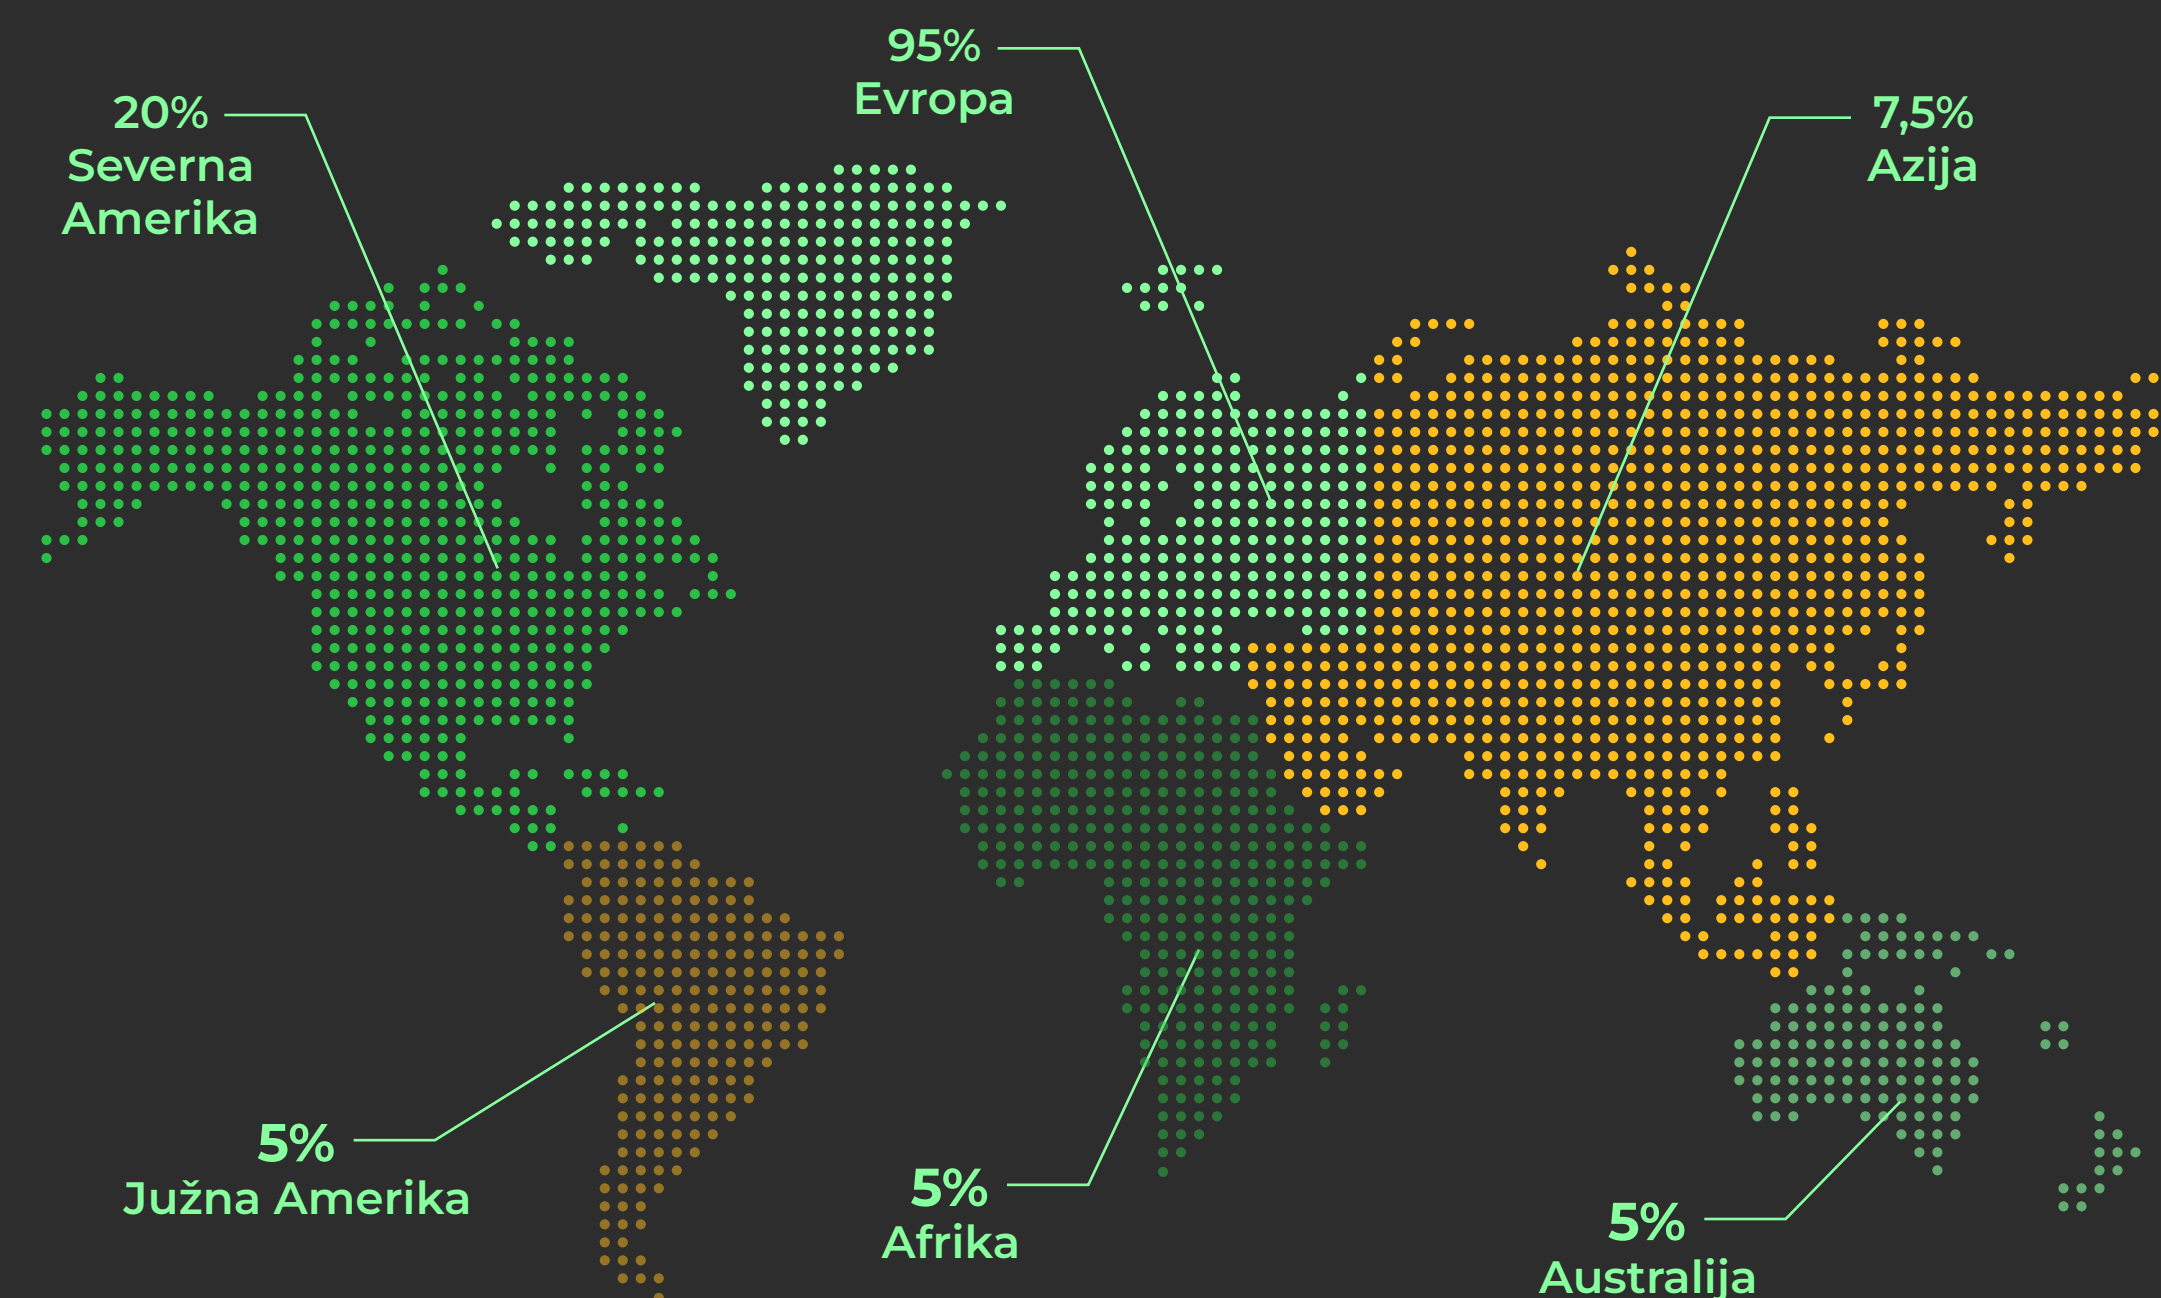 95%
Evropa
20%
Severna
Amerika
7,5%
Azija
5%
Južna Amerika
5%
Afrika
5%
Australija